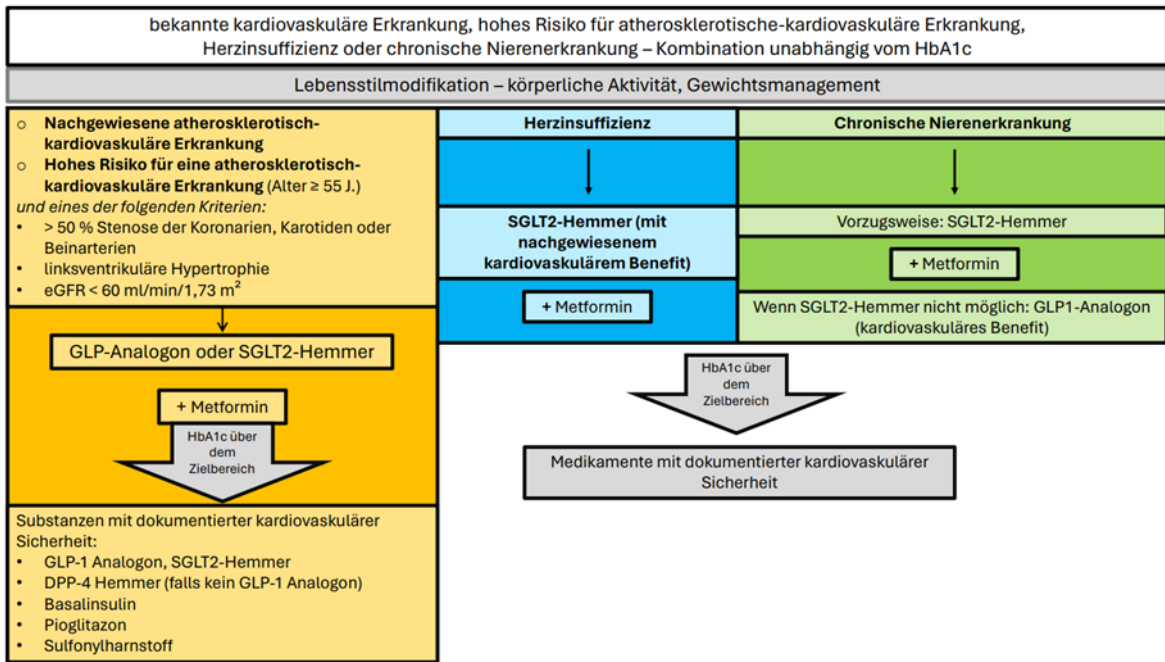 bekannte kardiovaskuläre Erkrankung, hohes Risiko für atherosklerotische-kardiovaskuläre Erkrankung,
Herzinsuffizienz oder chronische Nierenerkrankung – Kombination unabhängig vom HbA1c
Lebensstilmodifikation – körperliche Aktivität, Gewichtsmanagement
o Nachgewiesene atherosklerotisch-
kardiovaskuläre Erkrankung
o Hohes Risiko für eine atherosklerotisch-
kardiovaskuläre Erkrankung (Alter ≥ 55 J.)
und eines der folgenden Kriterien:
• > 50 % Stenose der Koronarien, Karotiden oder
Beinarterien
• linksventrikuläre Hypertrophie
• eGFR < 60 ml/min/1,73 m²
GLP-Analogon oder SGLT2-Hemmer
+ Metformin
HbA1c über
dem
Zielbereich
Substanzen mit dokumentierter kardiovaskulärer
Sicherheit:
• GLP-1 Analogon, SGLT2-Hemmer
• DPP-4 Hemmer (falls kein GLP-1 Analogon)
• Basalinsulin
• Pioglitazon
• Sulfonylharnstoff
Herzinsuffizienz
SGLT2-Hemmer (mit
nachgewiesenem
kardiovaskulärem Benefit)
+ Metformin
Chronische Nierenerkrankung
Vorzugsweise: SGLT2-Hemmer
+ Metformin
Wenn SGLT2-Hemmer nicht möglich: GLP1-Analogon
(kardiovaskuläres Benefit)
HbA1c über
dem
Zielbereich
Medikamente mit dokumentierter kardiovaskulärer
Sicherheit